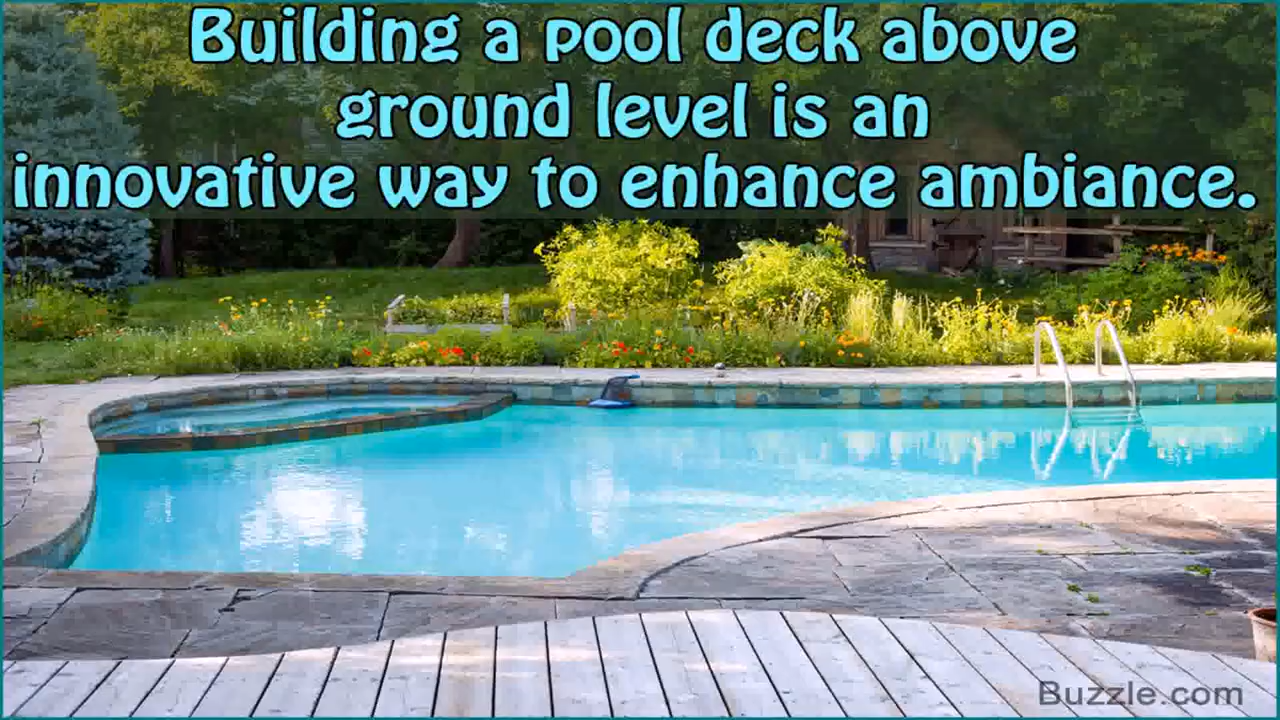 Building a pool deck above
ground level is an
innovative way to enhance ambiance.
Buzzle.com